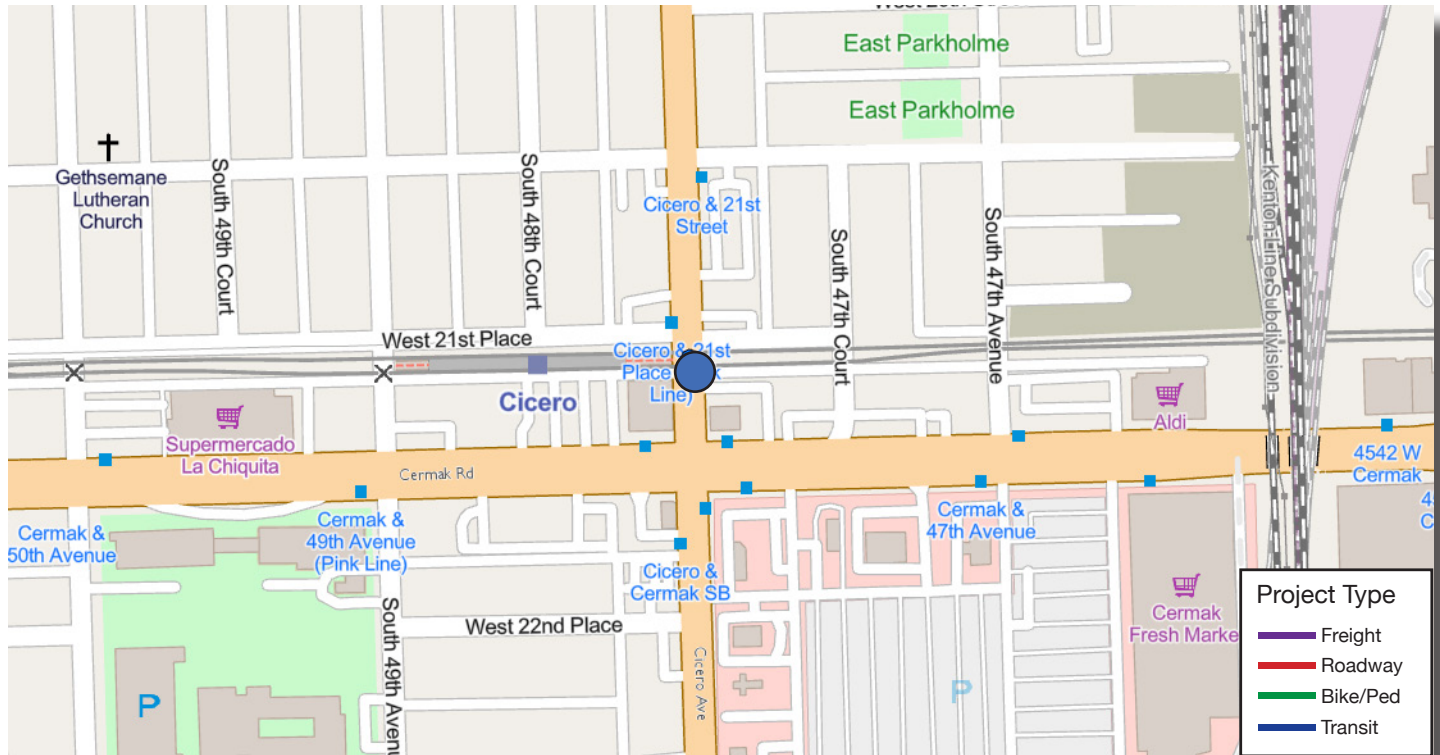 East Parkholme
East Parkholme
Gethsemane
Lutheran
Church
South 49th Court
South 48th Court
Cicero & 21st
Street
South 47th Court
South 47th Avenue
Kenton Line Subdivision
West 21st Place
Cicero & 21st
Place
Line)
Cicero
Supermercado
La Chiquita
Aldi
Cermak Rd
4542 W
Cermak
Cermak &
50th Avenue
Cermak &
49th Avenue
(Pink Line)
Cermak &
47th Avenue
Cicero &
Cermak SB
West 22nd Place
South 49th Avenu
Cicero Ave
P
P
Cermak
Fresh Marke
Project Type
Freight
Roadway
Bike/Ped
Transit